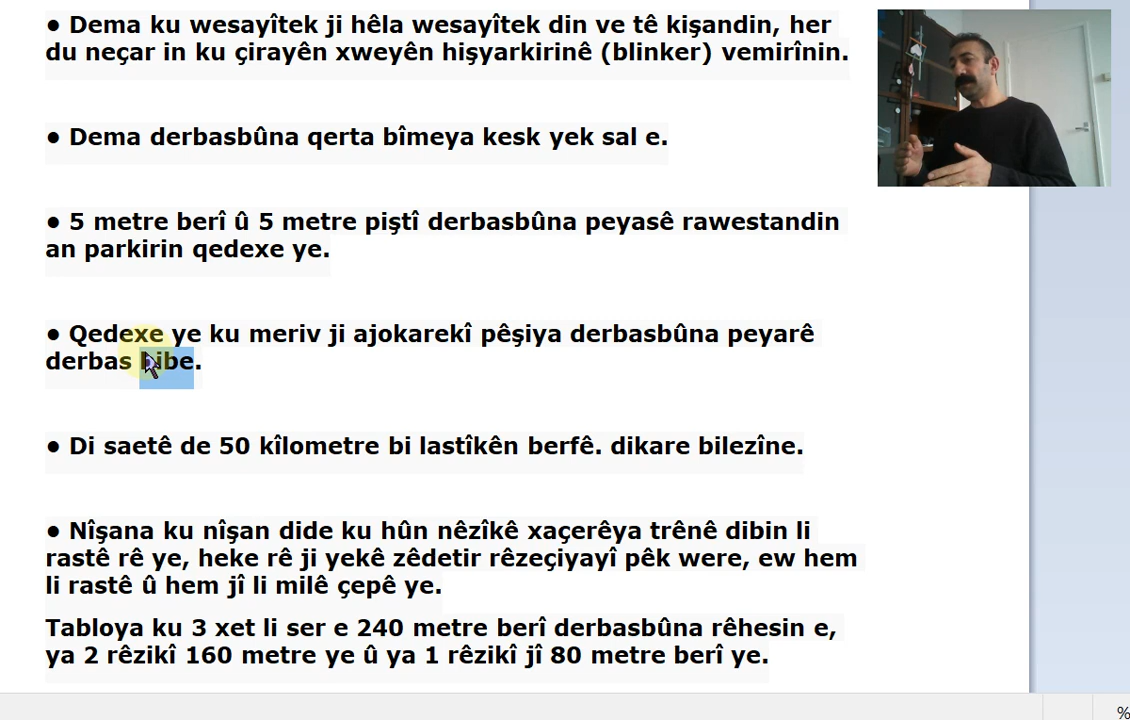 ● Dema ku wesayîtek ji hêla wesayîtek din ve tê kişandin, her
du neçar in ku çirayên xweyên hişyarkirinê (blinker) vemirînin.
● Dema derbasbûna qerta bîmeya kesk yek sal e.
● 5 metre berî û 5 metre piştî derbasbûna peyasê rawestandin
an parkirin qedexe ye.
● Qedexe ye ku meriv ji ajokarekî pêşiya derbasbûna peyarê
derbas bibe.
● Di saetê de 50 kîlometre bi lastîkên berfê. dikare bilezîne.
● Nîşana ku nîşan dide ku hûn nêzîkê xaçerêya trênê dibin li
rastê rê ye, heke rê ji yekê zêdetir rêzeçiyayî pêk were, ew hem
li rastê û hem jî li milê çepê ye.
Tabloya ku 3 xet li ser e 240 metre berî derbasbûna rêhesin e,
ya 2 rêzikî 160 metre ye û ya 1 rêzikî jî 80 metre berî ye.
%